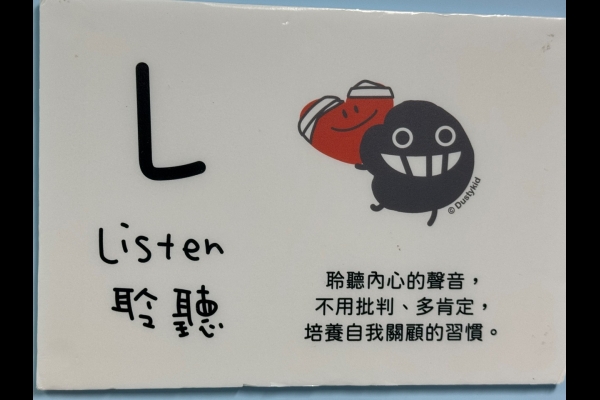 L
Listen
聆聽
© Dustykid
聆聽內心的聲音，
不用批判、多肯定，
培養自我關顧的習慣。